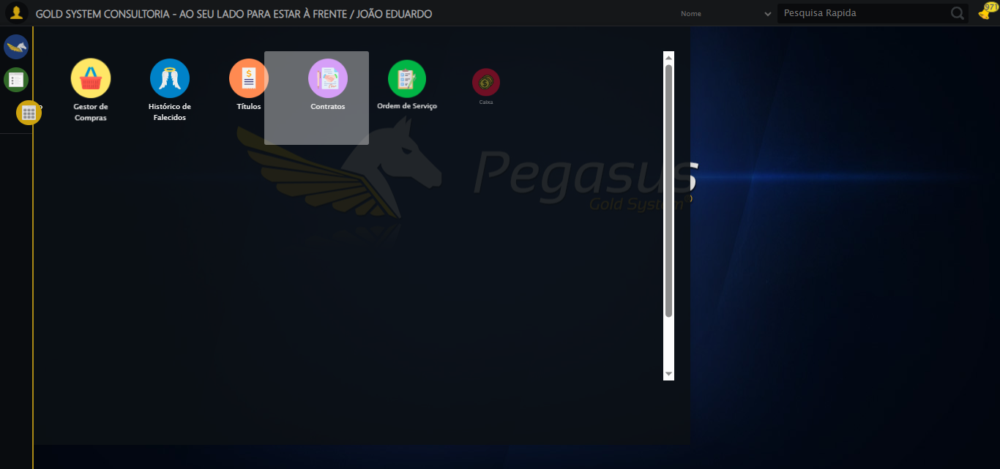 GOLD SYSTEM CONSULTORIA - AO SEU LADO PARA ESTAR À FRENTE / JOÃO EDUARDO
Nome
Pesquisa Rapida
971
o
Gestor de
Compras
Histórico de
Falecidos
Títulos
Contratos
Ordem de Serviço
Caixa
Pegasus
Gold System®